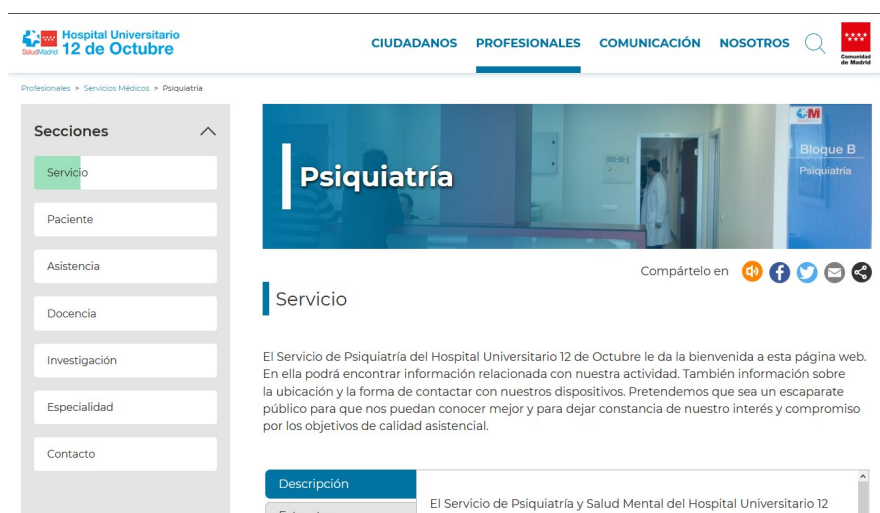 Hospital Universitario
12 de Octubre
SaludMadrid
CIUDADANOS PROFESIONALES COMUNICACIÓN NOSOTROS
Comunidad
de Madrid
Profesionales > Servicios Médicos > Psiquiatría
Secciones
Servicio
Paciente
Asistencia
Docencia
Investigación
Especialidad
Contacto
Psiquiatría
M
Bloque B
Psiquiatría
Compártelo en
Servicio
El Servicio de Psiquiatría del Hospital Universitario 12 de Octubre le da la bienvenida a esta página web.
En ella podrá encontrar información relacionada con nuestra actividad. También información sobre
la ubicación y la forma de contactar con nuestros dispositivos. Pretendemos que sea un escaparate
público para que nos puedan conocer mejor y para dejar constancia de nuestro interés y compromiso
por los objetivos de calidad asistencial.
Descripción
El Servicio de Psiquiatría y Salud Mental del Hospital Universitario 12